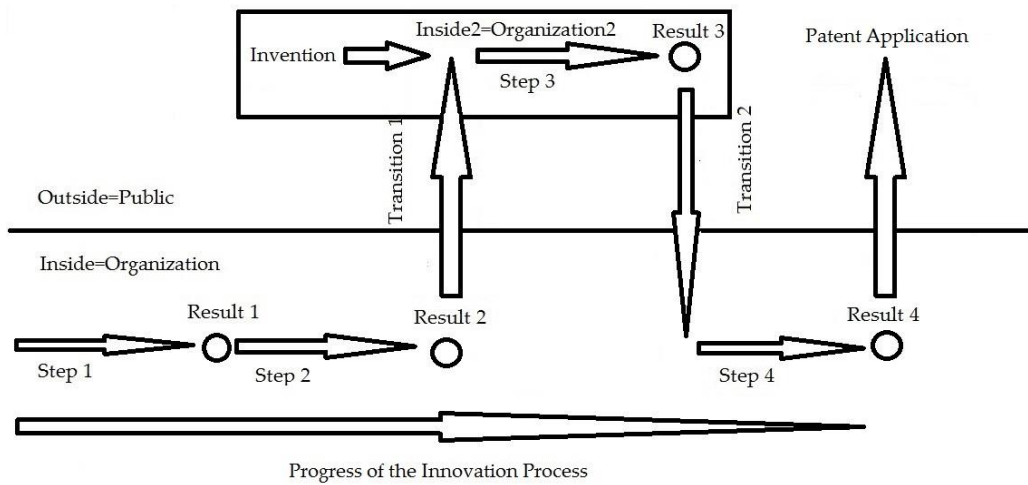 Inside2=Organization2
Result 3
Patent Application
Invention
Step 3
Transition 1
Transition 2
Outside=Public
Inside=Organization
Result 1
Result 2
Result 4
Step 1
Step 2
Step 4
Progress of the Innovation Process